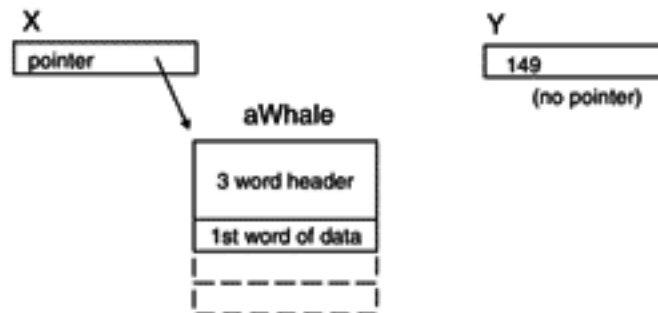 X
pointer
Y
149
(no pointer)
aWhale
3 word header
1st word of data